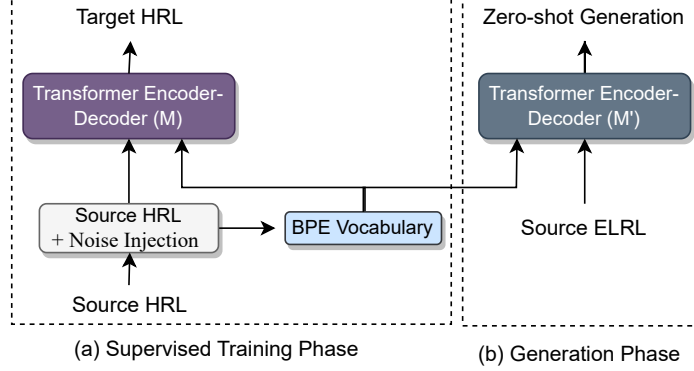 Target HRL
Zero-shot Generation
Transformer Encoder-
Decoder (M)
Transformer Encoder-
Decoder (M')
Source HRL
+ Noise Injection
BPE Vocabulary
Source ELRL
Source HRL
(a) Supervised Training Phase
(b) Generation Phase